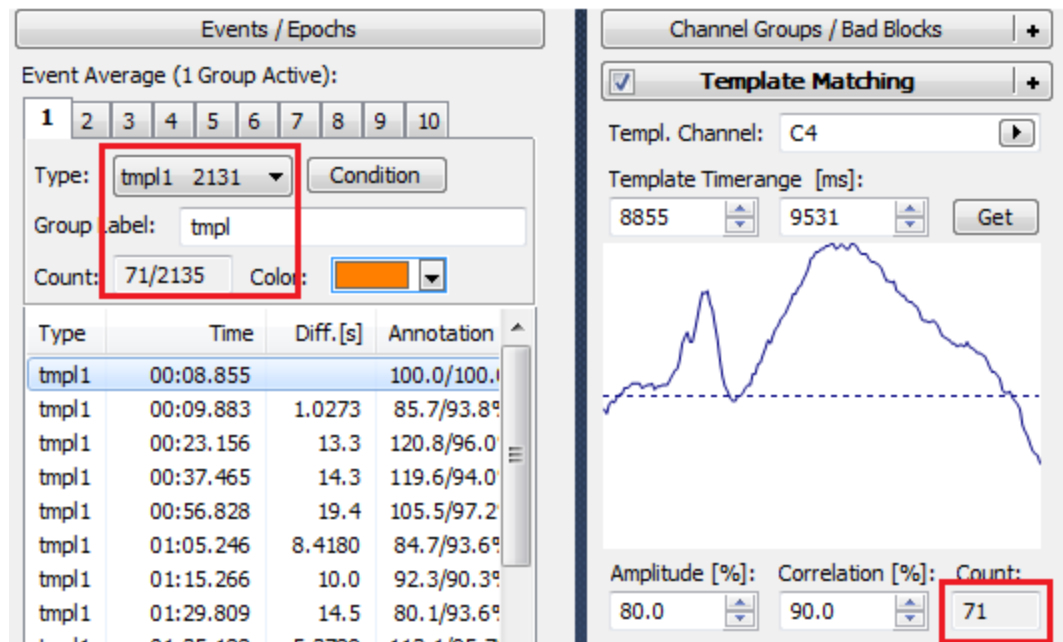 Events / Epochs
Event Average (1 Group Active):
1 2 3 4 5 6 7 8 9 10
Type: tmpl1 2131 Condition
Group Label: tmpl
Count: 71/2135 Color:
Type Time Diff.[s] Annotation
tmpl1 00:08.855 100.0/100.
tmpl1 00:09.883 1.0273 85.7/93.8%
tmpl1 00:23.156 13.3 120.8/96.0
tmpl1 00:37.465 14.3 119.6/94.0
tmpl1 00:56.828 19.4 105.5/97.2
tmpl1 01:05.246 8.4180 84.7/93.6%
tmpl1 01:15.266 10.0 92.3/90.3%
tmpl1 01:29.809 14.5 80.1/93.6%
Channel Groups / Bad Blocks +
Template Matching +
Templ. Channel: C4
Template Timerange [ms]:
8855 9531 Get
Amplitude [%]: Correlation [%]: Count:
80.0 90.0 71